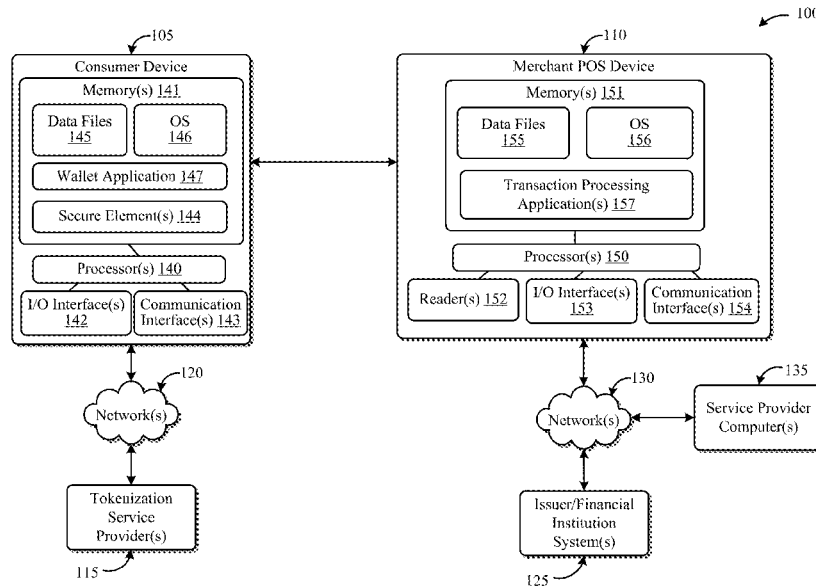 100
105
110
Consumer Device
Memory(s) 141
Data Files
145
OS
146
Wallet Application 147
Secure Element(s) 144
Processor(s) 140
I/O Interface(s)
142
Communication
Interface(s) 143
Merchant POS Device
Memory(s) 151
Data Files
155
OS
156
Transaction Processing
Application(s) 157
Processor(s) 150
Reader(s) 152
I/O Interface(s)
153
Communication
Interface(s) 154
120
Network(s)
130
Network(s)
135
Service Provider
Computer(s)
Tokenization
Service
Provider(s)
115
Issuer/Financial
Institution
System(s)
125